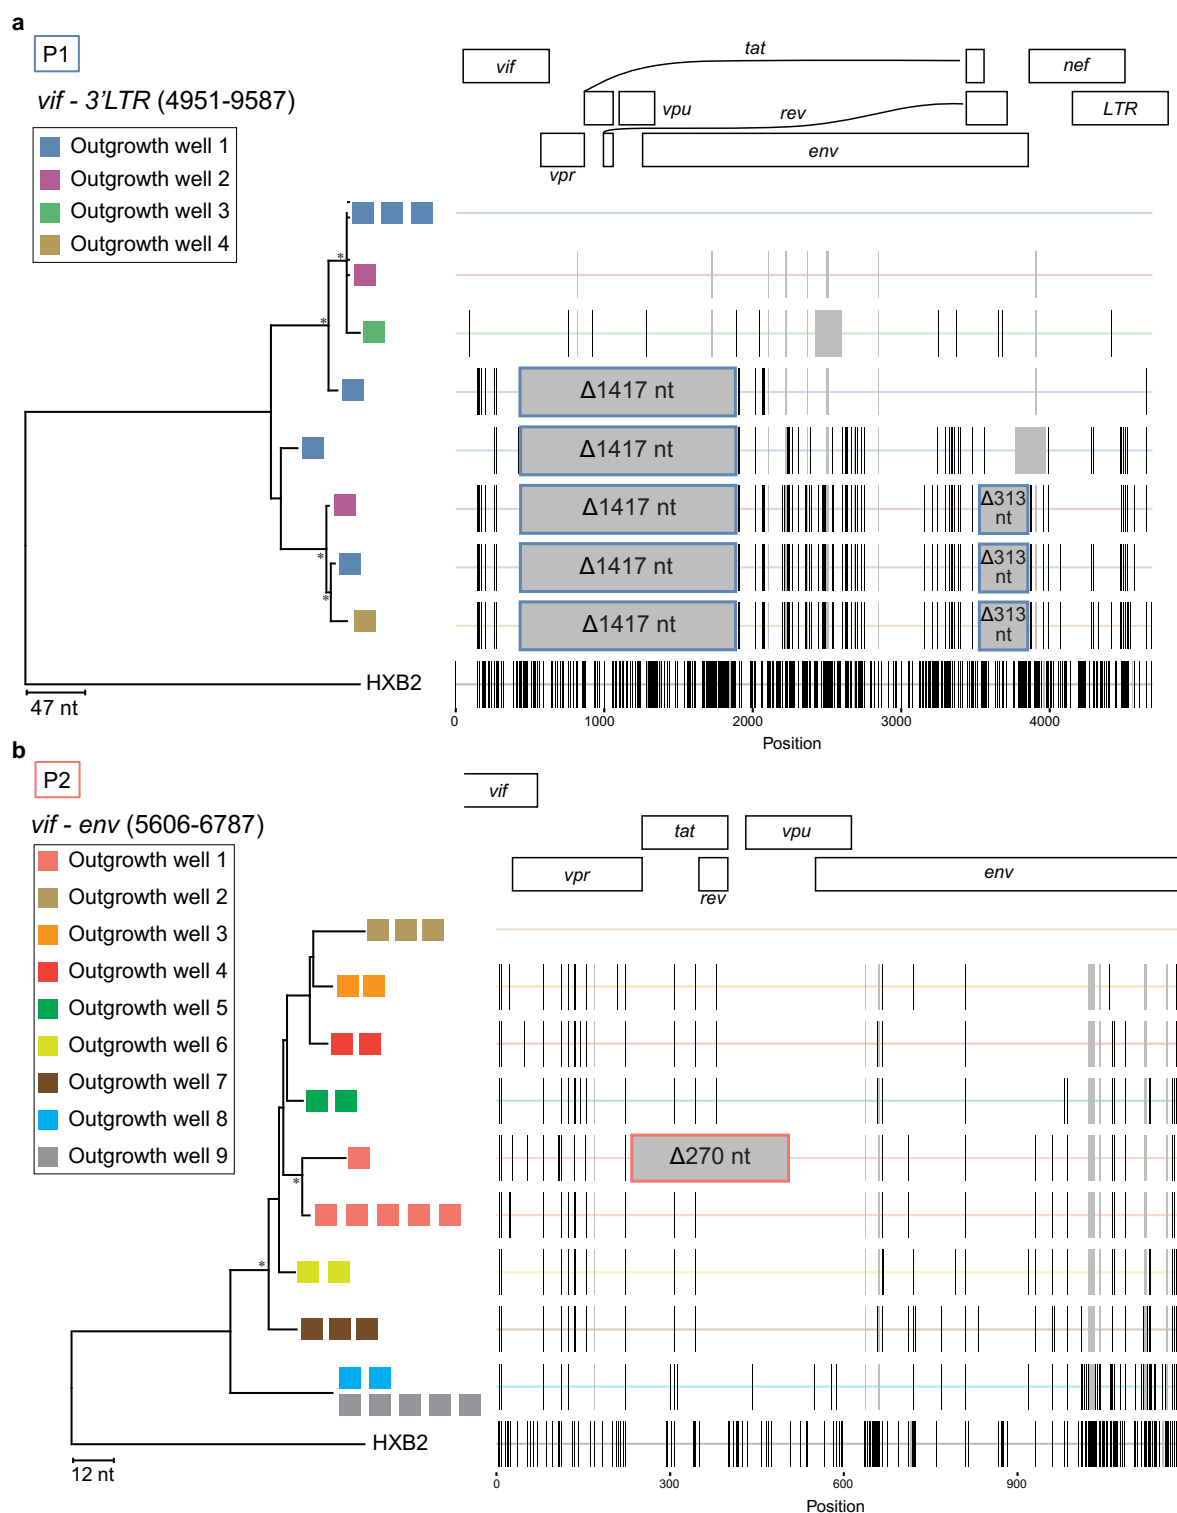 a
P1
vif - 3'LTR (4951-9587)
Outgrowth well 1
Outgrowth well 2
Outgrowth well 3
Outgrowth well 4
tat
vif
nef
vpu
rev
LTR
env
vpr
*
*
Δ1417 nt
Δ1417 nt
Δ1417 nt
Δ313
nt
*
Δ1417 nt
Δ313
nt
*
Δ1417 nt
Δ313
nt
HXB2
47 nt
0
1000
2000
3000
4000
Position
b
P2
vif - env (5606-6787)
Outgrowth well 1
Outgrowth well 2
Outgrowth well 3
Outgrowth well 4
Outgrowth well 5
Outgrowth well 6
Outgrowth well 7
Outgrowth well 8
Outgrowth well 9
vif
tat
vpu
vpr
env
rev
Δ270 nt
*
*
HXB2
12 nt
0
300
600
900
Position